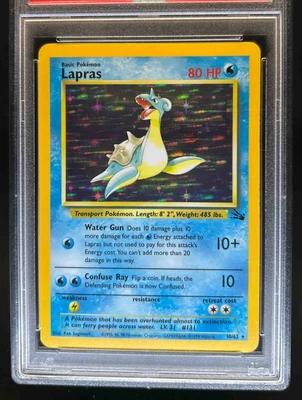 Basic Pokémon
Lapras
80 HP
Transport Pokémon. Length: 8' 2", Weight: 485 lbs.
Water Gun Does 10 damage plus 10
more damage for each Energy attached to
Lapras but not used to pay for this attack's
Energy cost. You can't add more than 20
damage in this way.
10+
Confuse Ray Flip a coin. If heads, the
Defending Pokémon is now Confused.
10
weakness
resistance
retreat cost
A Pokémon that has been overhunted almost to extinction.
It can ferry people across water. LV. 31 #131
10/62